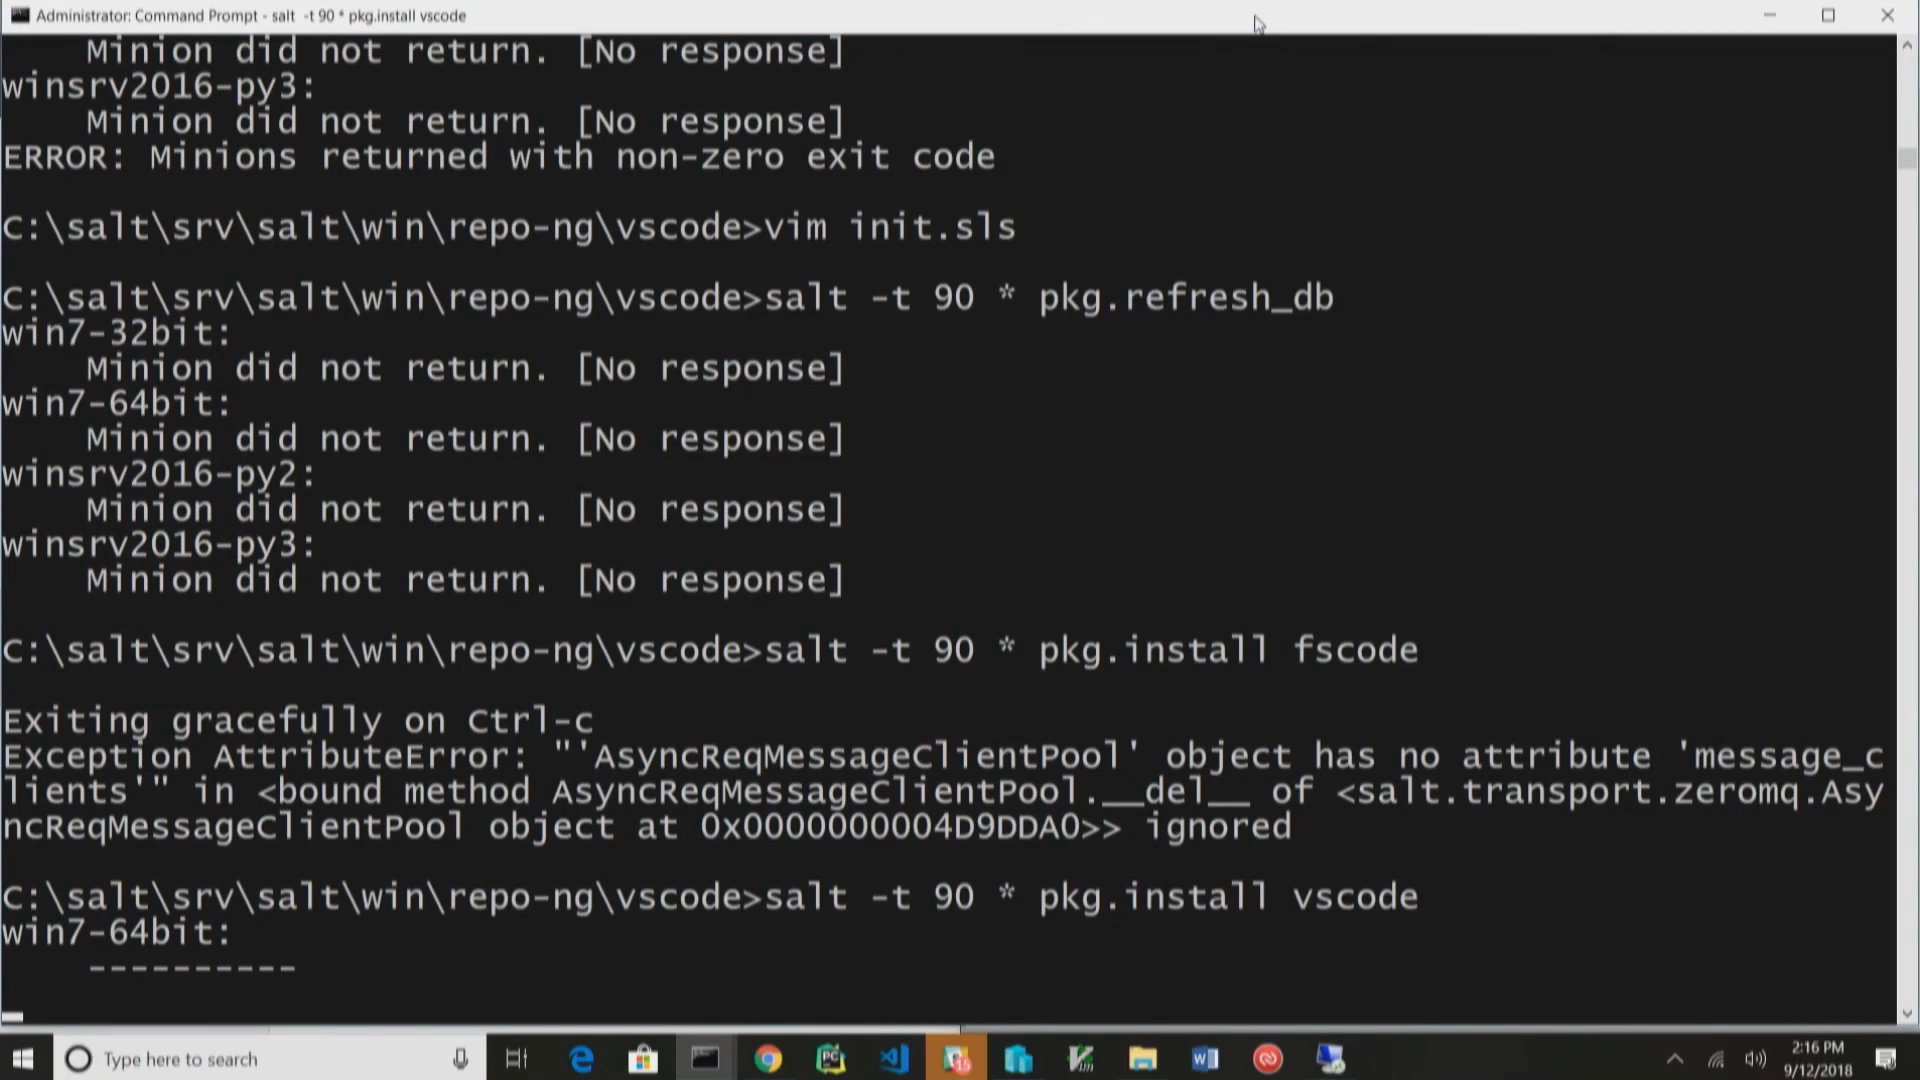 Administrator: Command Prompt - salt  -t 90 * pkg.install vscode
Minion did not return. [No response]
winsrv2016-py3:
Minion did not return. [No response]
ERROR: Minions returned with non-zero exit code
C:\salt\srv\salt\win\repo-ng\vscode>vim init.sls
C:\salt\srv\salt\win\repo-ng\vscode>salt -t 90 * pkg.refresh_db
win7-32bit:
Minion did not return. [No response]
win7-64bit:
Minion did not return. [No response]
winsrv2016-py2:
Minion did not return. [No response]
winsrv2016-py3:
Minion did not return. [No response]
C:\salt\srv\salt\win\repo-ng\vscode>salt -t 90 * pkg.install fscode
Exiting gracefully on Ctrl-c
Exception AttributeError: "'AsyncReqMessageClientPool' object has no attribute 'message_c
lients'" in <bound method AsyncReqMessageClientPool.__del__ of <salt.transport.zeromq.Asy
ncReqMessageClientPool object at 0x0000000004D9DDA0>> ignored
C:\salt\srv\salt\win\repo-ng\vscode>salt -t 90 * pkg.install vscode
win7-64bit:
----------
Type here to search
PC
15
Vim
W
2:16 PM
9/12/2018